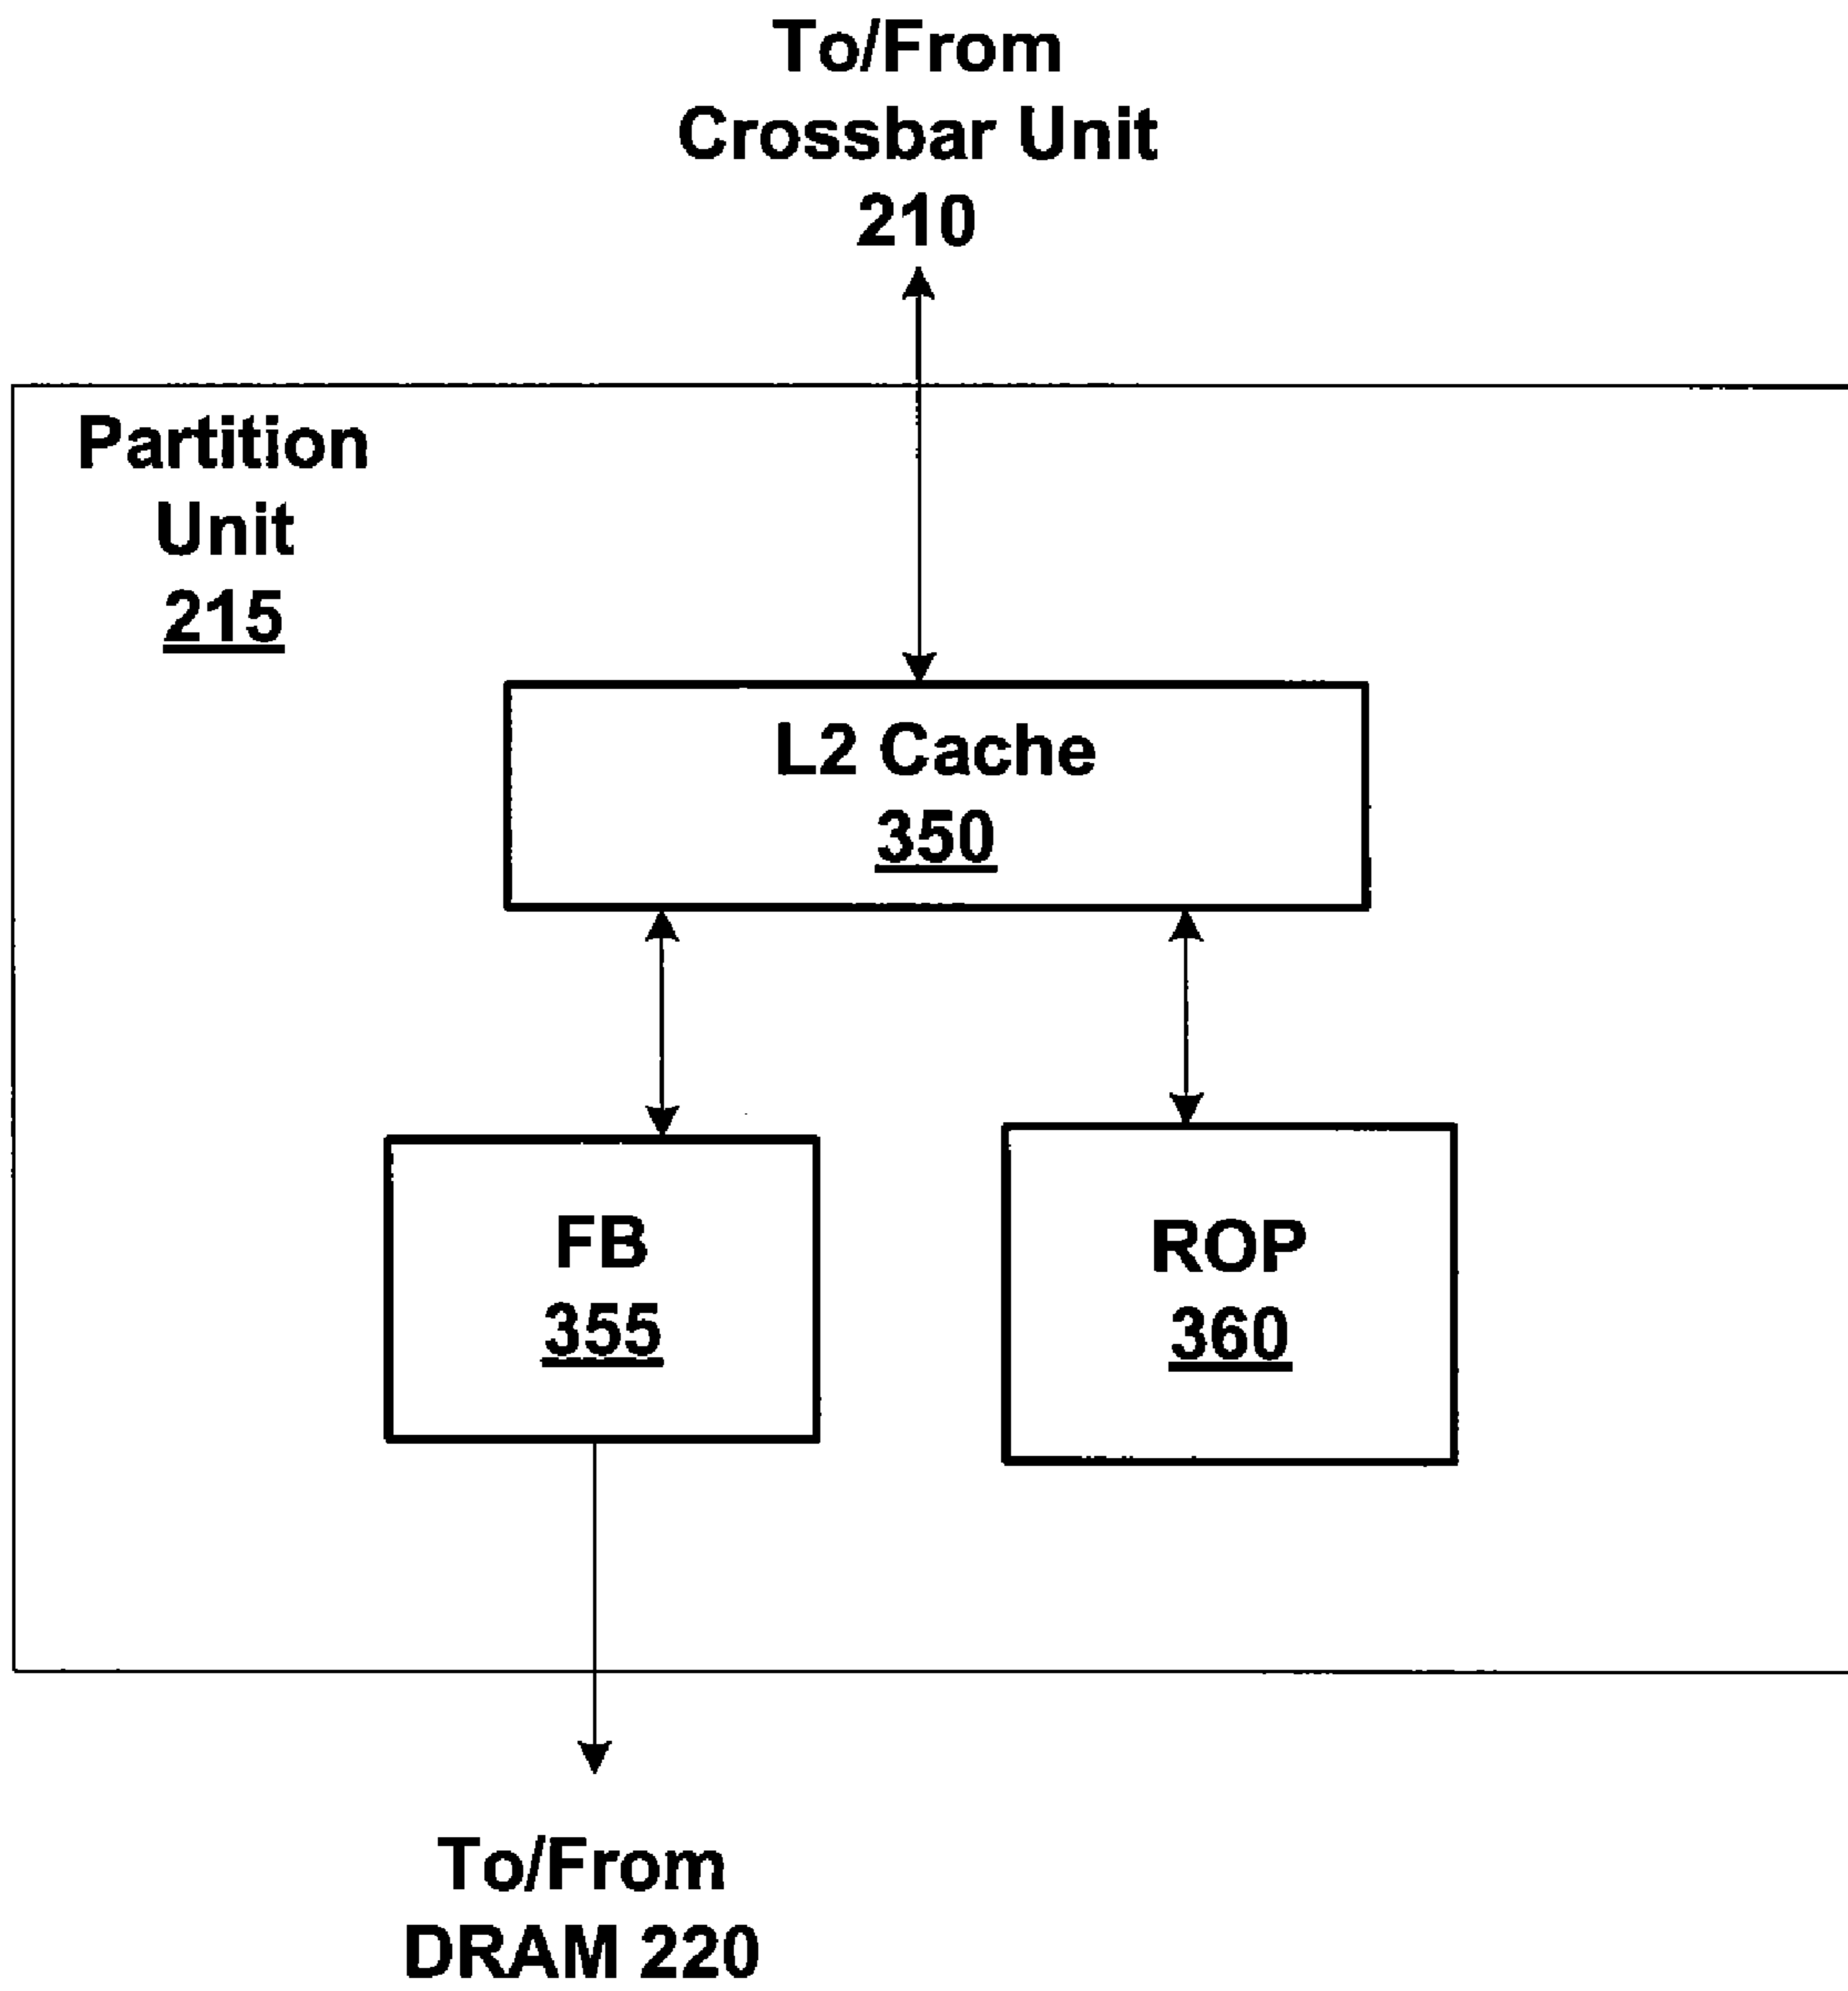 To/From
Crossbar Unit
210
Partition
Unit
215
L2 Cache
350
FB
355
ROP
360
To/From
DRAM 220